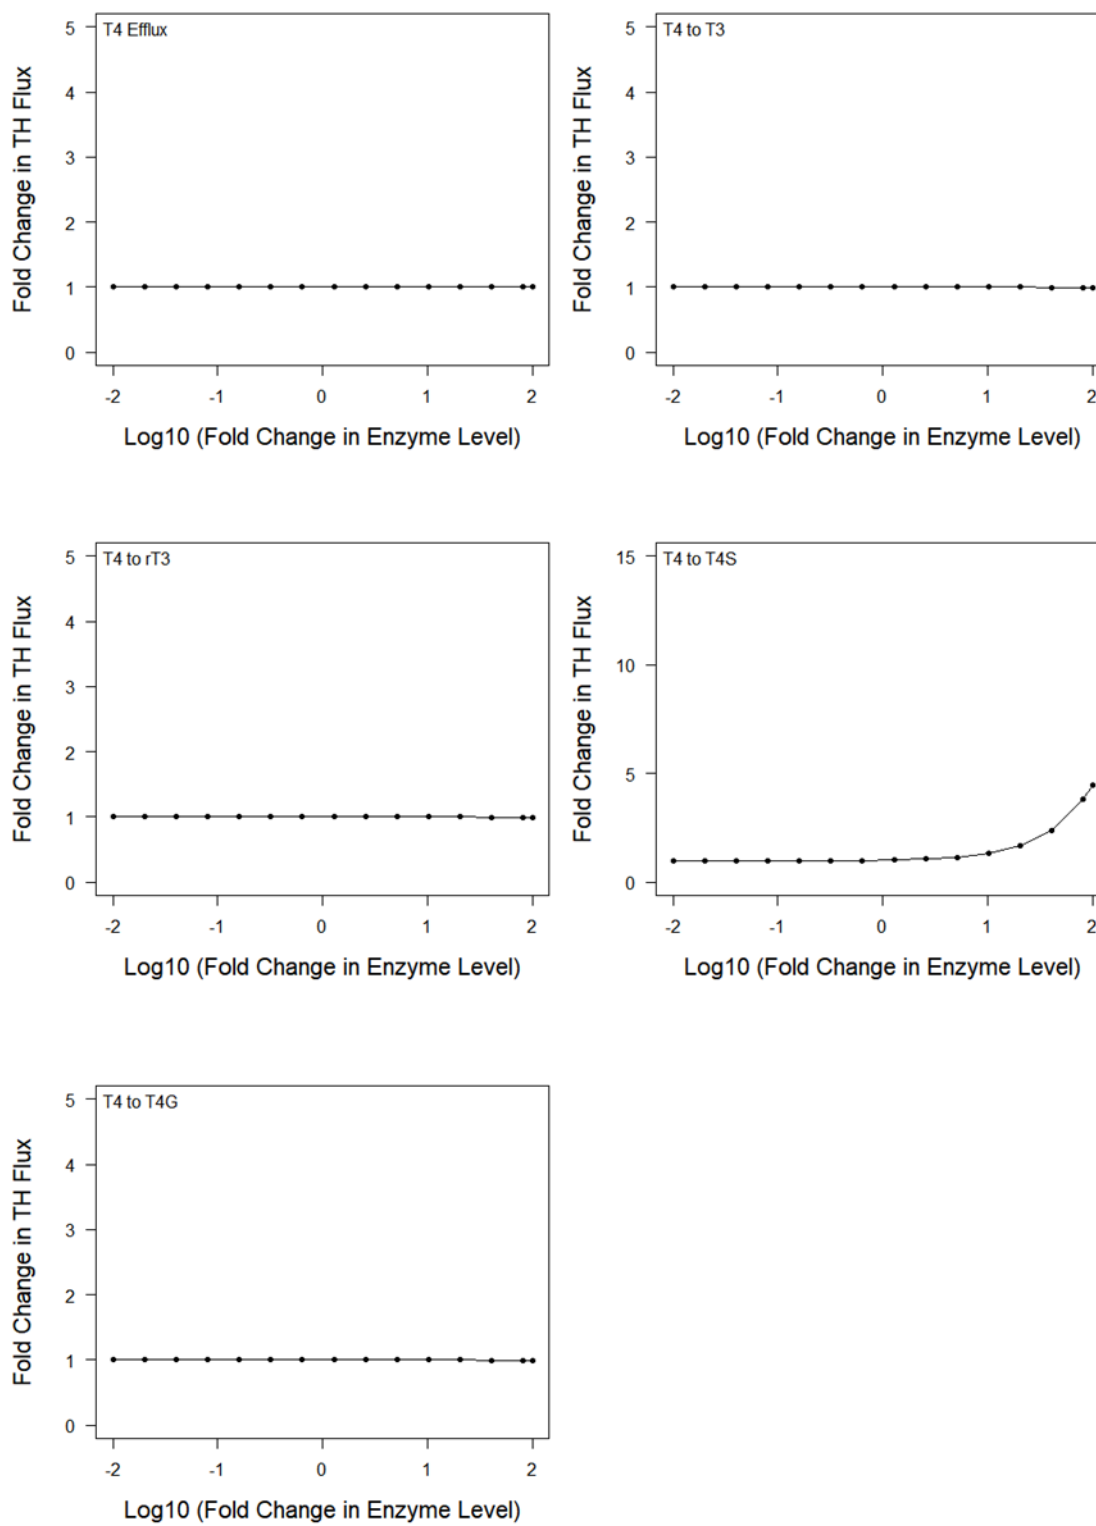 T4 Efflux
5
4
3
2
1
0
Fold Change in TH Flux
-2 -1 0 1 2
Log10 (Fold Change in Enzyme Level)
T4 to T3
5
4
3
2
1
0
Fold Change in TH Flux
-2 -1 0 1 2
Log10 (Fold Change in Enzyme Level)
T4 to rT3
5
4
3
2
1
0
Fold Change in TH Flux
-2 -1 0 1 2
Log10 (Fold Change in Enzyme Level)
T4 to T4S
15
10
5
0
Fold Change in TH Flux
-2 -1 0 1 2
Log10 (Fold Change in Enzyme Level)
T4 to T4G
5
4
3
2
1
0
Fold Change in TH Flux
-2 -1 0 1 2
Log10 (Fold Change in Enzyme Level)